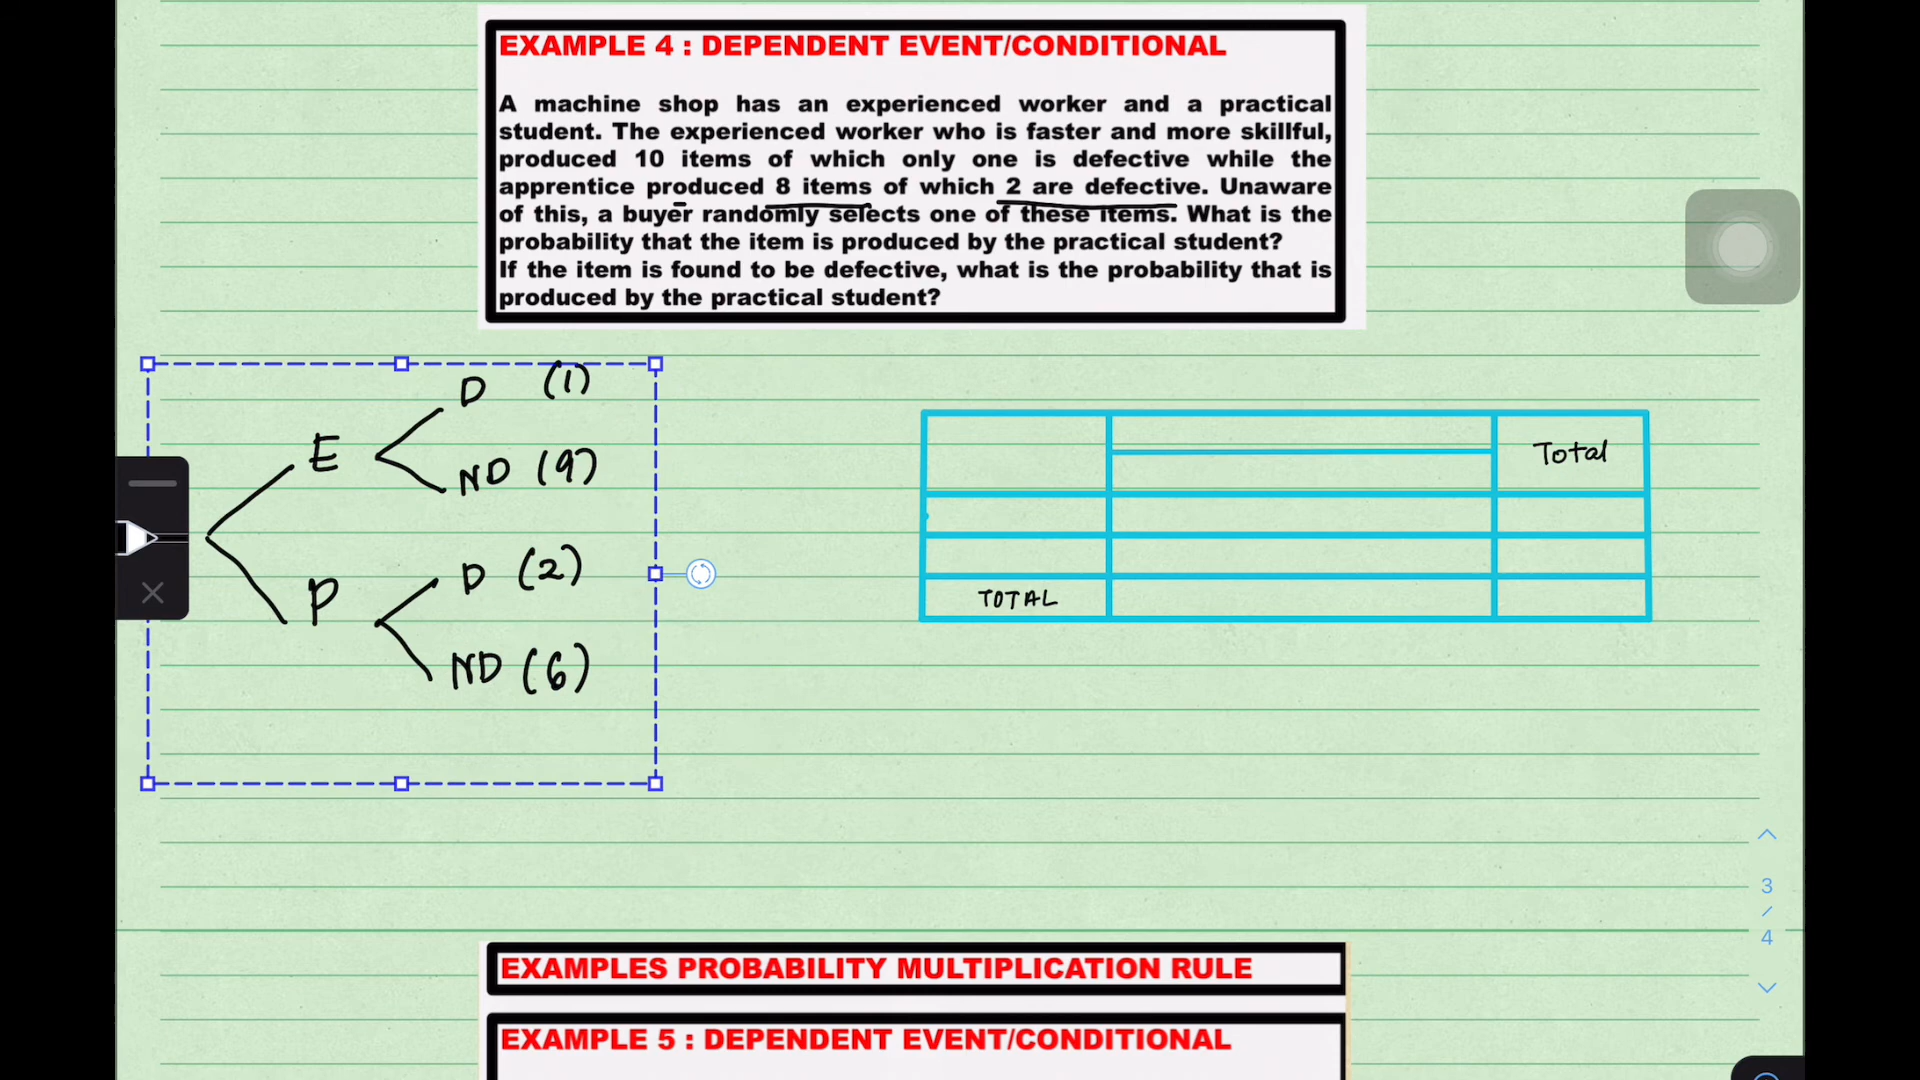 EXAMPLE 4 : DEPENDENT EVENT/CONDITIONAL
A machine shop has an experienced worker and a practical
student. The experienced worker who is faster and more skillful,
produced 10 items of which only one is defective while the
apprentice produced 8 items of which 2 are defective. Unaware
of this, a buyer randomly selects one of these items. What is the
probability that the item is produced by the practical student?
If the item is found to be defective, what is the probability that is
produced by the practical student?
D (1)
E
ND (9)
D (2)
P
ND (6)
Total
TOTAL
3
/
4
EXAMPLES PROBABILITY MULTIPLICATION RULE
EXAMPLE 5 : DEPENDENT EVENT/CONDITIONAL